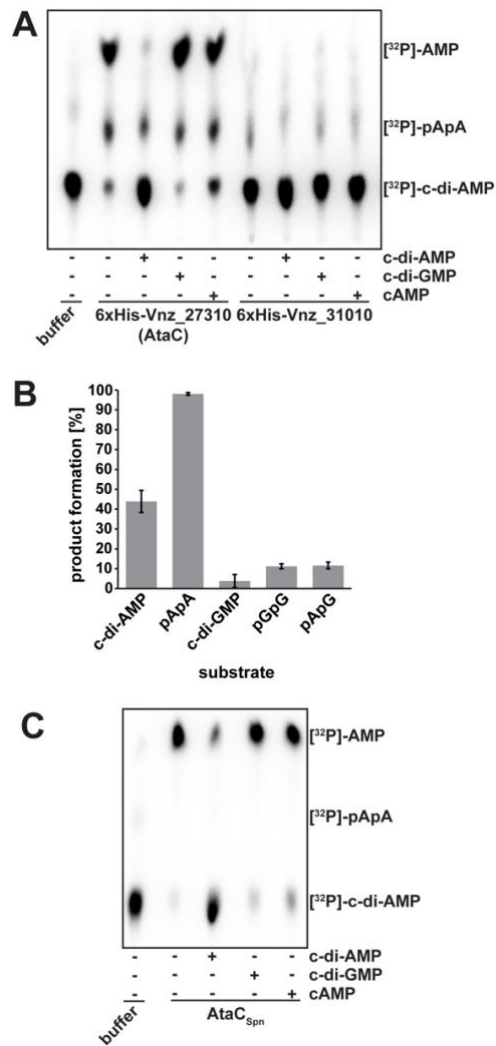 A
[³²P]-AMP
[³²P]-pApA
[³²P]-c-di-AMP
- - + - - - + - - c-di-AMP
- - - + - - - + - c-di-GMP
- - - - + - - - + cAMP
buffer
6xHis-Vnz_27310 6xHis-Vnz_31010
(AtaC)
B
product formation [%]
100
90
80
70
60
50
40
30
20
10
0
c-di-AMP pApA c-di-GMP pGpG pApG
substrate
C
[³²P]-AMP
[³²P]-pApA
[³²P]-c-di-AMP
- - + - - c-di-AMP
- - - + - c-di-GMP
- - - - + cAMP
buffer
AtaCSpn